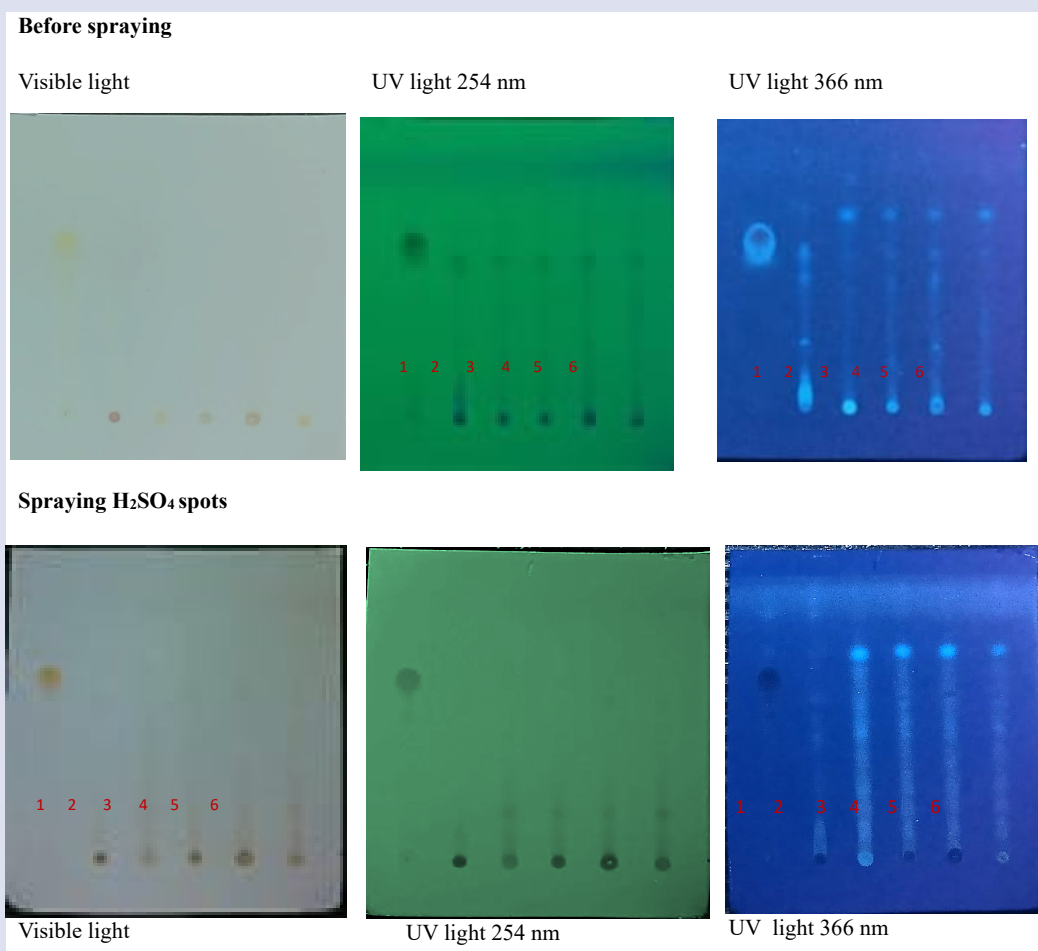 Before spraying
Visible light UV light 254 nm UV light 366 nm
1 2 3 4 5 6 1 2 3 4 5 6
Spraying H₂SO₄ spots
1 2 3 4 5 6 1 2 3 4 5 6
Visible light UV light 254 nm UV light 366 nm